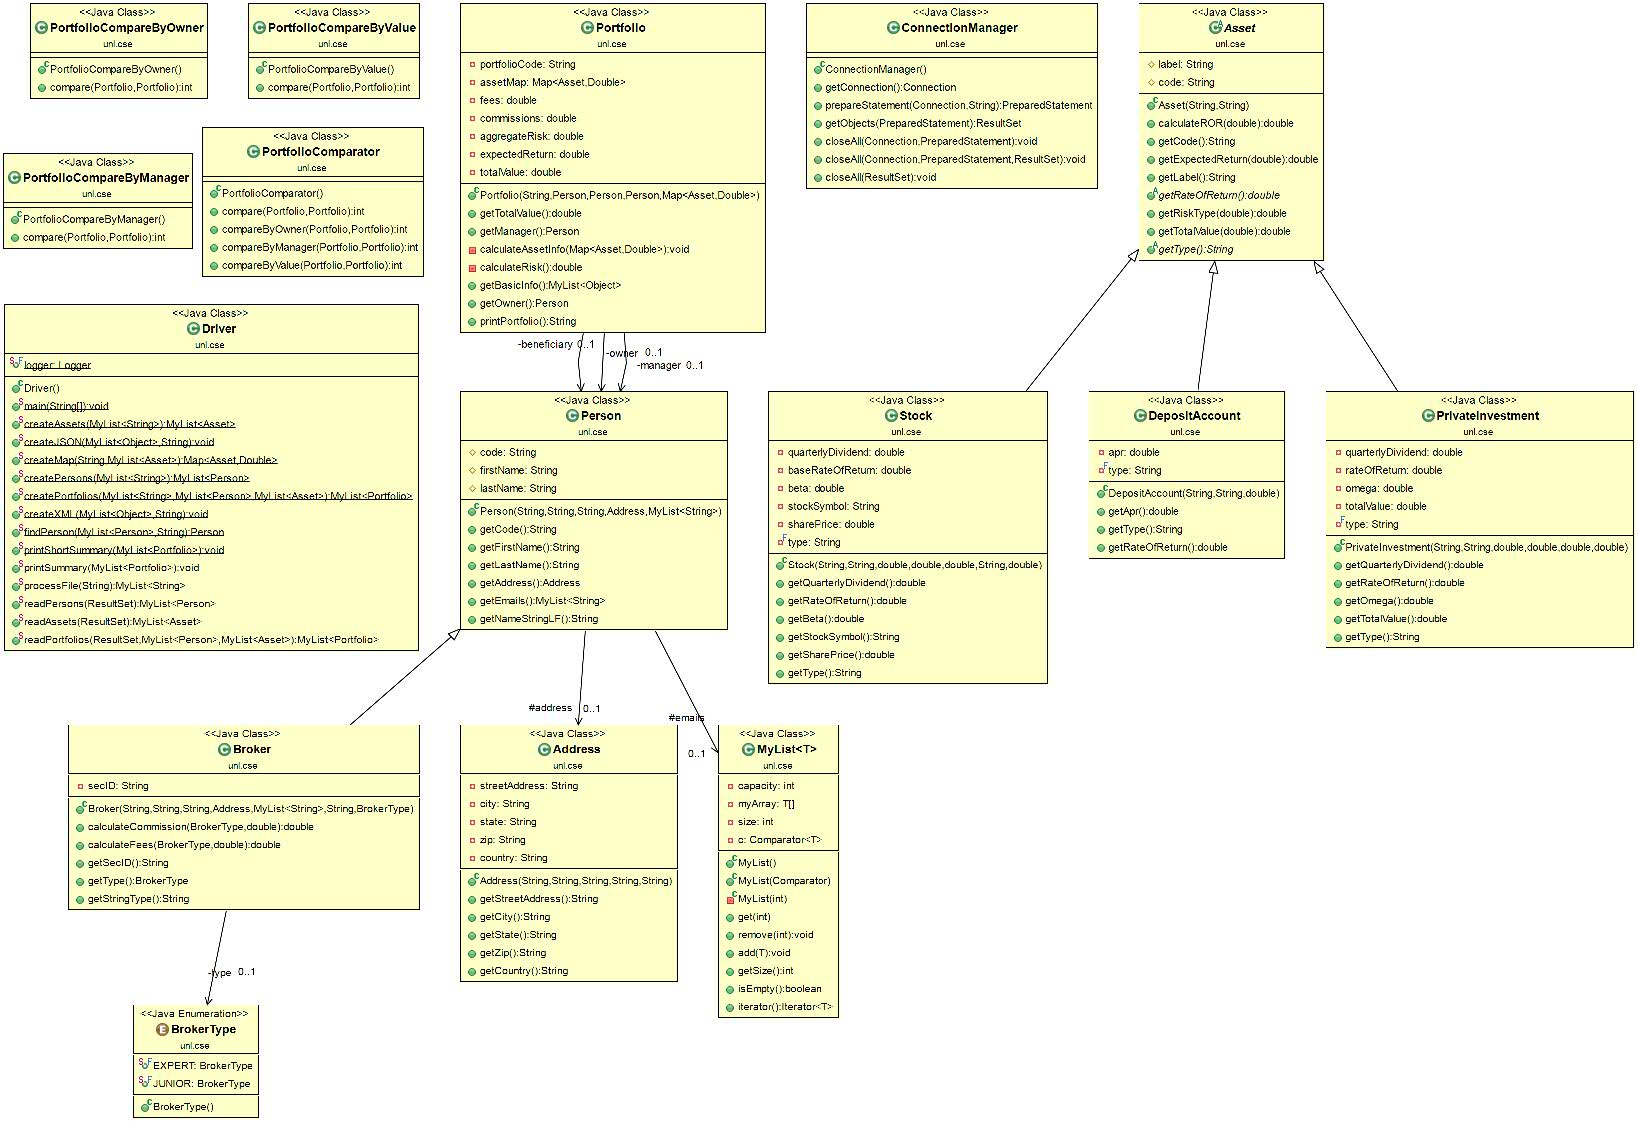 <<Java Class>>
PortfolioCompareByOwner
unl.cse
PortfolioCompareByOwner()
compare(Portfolio,Portfolio):int
<<Java Class>>
PortfolioCompareByValue
unl.cse
PortfolioCompareByValue()
compare(Portfolio,Portfolio):int
<<Java Class>>
Portfolio
unl.cse
portfolioCode: String
assetMap: Map<Asset,Double>
fees: double
commissions: double
aggregateRisk: double
expectedReturn: double
totalValue: double
Portfolio(String,Person,Person,Person,Map<Asset,Double>)
getTotalValue():double
getManager():Person
calculateAssetInfo(Map<Asset,Double>):void
calculateRisk():double
getBasicInfo():MyList<Object>
getOwner():Person
printPortfolio():String
<<Java Class>>
ConnectionManager
unl.cse
ConnectionManager()
getConnection():Connection
prepareStatement(Connection,String):PreparedStatement
getObjects(PreparedStatement):ResultSet
closeAll(Connection,PreparedStatement):void
closeAll(Connection,PreparedStatement,ResultSet):void
closeAll(ResultSet):void
<<Java Class>>
Asset
unl.cse
label: String
code: String
Asset(String,String)
calculateROR(double):double
getCode():String
getExpectedReturn(double):double
getLabel():String
getRateOfReturn():double
getRiskType(double):double
getTotalValue(double):double
getType():String
<<Java Class>>
PortfolioCompareByManager
unl.cse
PortfolioCompareByManager()
compare(Portfolio,Portfolio):int
<<Java Class>>
PortfolioComparator
unl.cse
PortfolioComparator()
compare(Portfolio,Portfolio):int
compareByOwner(Portfolio,Portfolio):int
compareByManager(Portfolio,Portfolio):int
compareByValue(Portfolio,Portfolio):int
<<Java Class>>
Driver
unl.cse
logger: Logger
Driver()
main(String[]):void
createAssets(MyList<String>):MyList<Asset>
createJSON(MyList<Object>,String):void
createMap(String,MyList<Asset>):Map<Asset,Double>
createPersons(MyList<String>):MyList<Person>
createPortfolios(MyList<String>,MyList<Person>,MyList<Asset>):MyList<Portfolio>
createXML(MyList<Object>,String):void
findPerson(MyList<Person>,String):Person
printShortSummary(MyList<Portfolio>):void
printSummary(MyList<Portfolio>):void
processFile(String):MyList<String>
readPersons(ResultSet):MyList<Person>
readAssets(ResultSet):MyList<Asset>
readPortfolios(ResultSet,MyList<Person>,MyList<Asset>):MyList<Portfolio>
-beneficiary 0..1
-owner 0..1
-manager 0..1
<<Java Class>>
Person
unl.cse
code: String
firstName: String
lastName: String
Person(String,String,String,Address,MyList<String>)
getCode():String
getFirstName():String
getLastName():String
getAddress():Address
getEmails():MyList<String>
getNameStringLF():String
<<Java Class>>
Stock
unl.cse
quarterlyDividend: double
baseRateOfReturn: double
beta: double
stockSymbol: String
sharePrice: double
type: String
Stock(String,String,double,double,double,String,double)
getQuarterlyDividend():double
getRateOfReturn():double
getBeta():double
getStockSymbol():String
getSharePrice():double
getType():String
<<Java Class>>
DepositAccount
unl.cse
apr: double
type: String
DepositAccount(String,String,double)
getApr():double
getType():String
getRateOfReturn():double
<<Java Class>>
PrivateInvestment
unl.cse
quarterlyDividend: double
rateOfReturn: double
omega: double
totalValue: double
type: String
PrivateInvestment(String,String,double,double,double,double)
getQuarterlyDividend():double
getRateOfReturn():double
getOmega():double
getTotalValue():double
getType():String
#address 0..1
#emails
0..1
<<Java Class>>
Broker
unl.cse
secID: String
Broker(String,String,String,Address,MyList<String>,String,BrokerType)
calculateCommission(BrokerType,double):double
calculateFees(BrokerType,double):double
getSecID():String
getType():BrokerType
getStringType():String
<<Java Class>>
Address
unl.cse
streetAddress: String
city: String
state: String
zip: String
country: String
Address(String,String,String,String,String)
getStreetAddress():String
getCity():String
getState():String
getZip():String
getCountry():String
<<Java Class>>
MyList<T>
unl.cse
capacity: int
myArray: T[]
size: int
c: Comparator<T>
MyList()
MyList(Comparator)
MyList(int)
get(int)
remove(int):void
add(T):void
getSize():int
isEmpty():boolean
iterator():Iterator<T>
-type 0..1
<<Java Enumeration>>
BrokerType
unl.cse
EXPERT: BrokerType
JUNIOR: BrokerType
BrokerType()